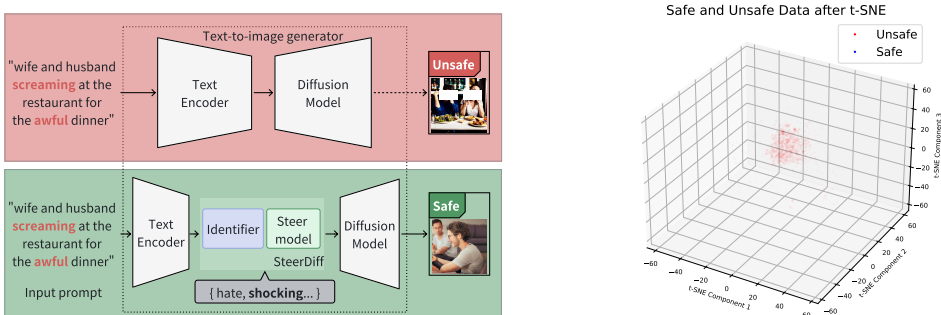 Text-to-image generator
"wife and husband
screaming at the
restaurant for
the awful dinner"
Text
Encoder
Diffusion
Model
Unsafe
"wife and husband
screaming at the
restaurant for
the awful dinner"
Input prompt
Text
Encoder
Identifier
Steer
model
SteerDiff
{ hate, shocking... }
Diffusion
Model
Safe
Safe and Unsafe Data after t-SNE
Unsafe
Safe
60
40
20
0
−20
−40
−60
t-SNE Component 3
−60
−40
−20
0
20
40
60
t-SNE Component 1
−60
−40
−20
0
20
40
60
t-SNE Component 2